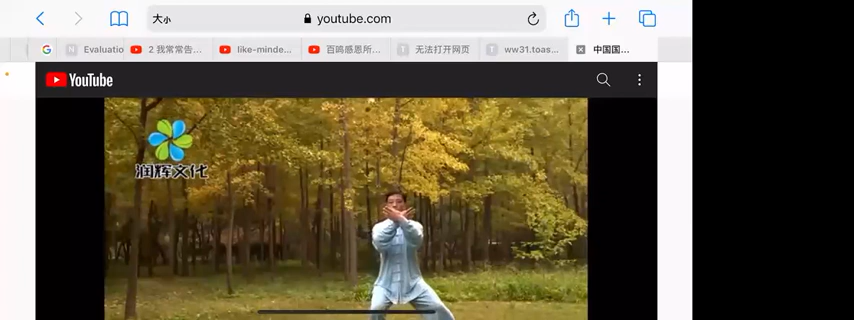 大小 youtube.com
G N Evaluatio 2 我常常告... like-minde... 百鸣感恩所... T 无法打开网页 T ww31.toas... 中国国...
YouTube
润辉文化